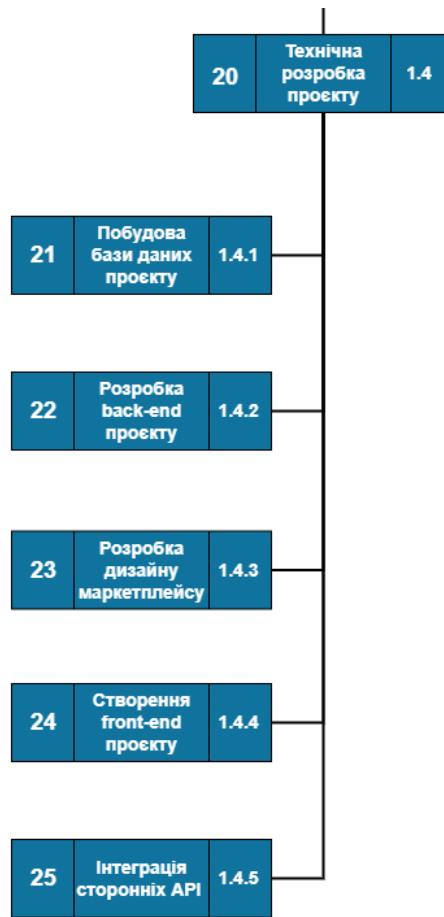 20
Технічна
розробка
проєкту
1.4
21
Побудова
бази даних
проєкту
1.4.1
22
Розробка
back-end
проєкту
1.4.2
23
Розробка
дизайну
маркетплейсу
1.4.3
24
Створення
front-end
проєкту
1.4.4
25
Інтеграція
сторонніх API
1.4.5